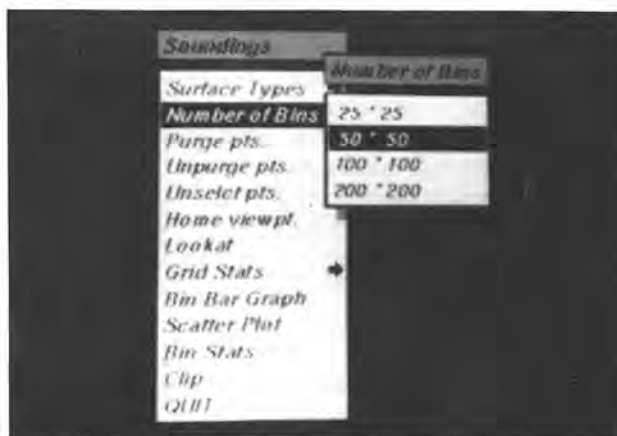 Soundings
Surface Types
Number of Bins
Purge pts.
Unpurge pts.
Unselct pts.
Home viewpt.
Lookat
Grid Stats
Bin Bar Graph
Scatter Plot
Bin Stats
Clip
QUIT
Number of Bins
25 * 25
50 * 50
100 * 100
200 * 200